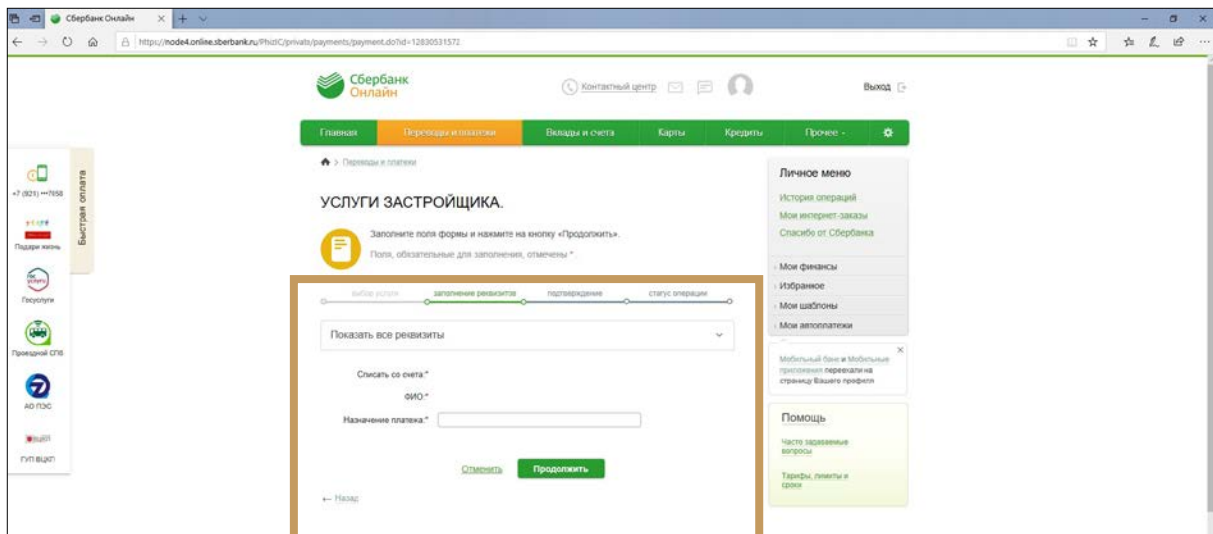 Сбербанк Онлайн
https://node4.online.sberbank.ru/PhizIC/private/payments/payment.do?id=12830531572
Сбербанк
Онлайн
Контактный центр
Выход
Главная
Переводы и платежи
Вклады и счета
Карты
Кредиты
Прочее
Переводы и платежи
УСЛУГИ ЗАСТРОЙЩИКА.
Заполните поля формы и нажмите на кнопку «Продолжить».
Поля, обязательные для заполнения, отмечены *.
выбор услуги
заполнение реквизитов
подтверждение
статус операции
Показать все реквизиты
Списать со счета:*
ФИО:*
Назначение платежа:*
Отменить
Продолжить
← Назад
Быстрая оплата
+7 (921) •••7658
Подари жизнь
Госуслуги
Проездной СПб
АО ПЭС
ГУП ВЦКП
Личное меню
История операций
Мои интернет-заказы
Спасибо от Сбербанка
Мои финансы
Избранное
Мои шаблоны
Мои автоплатежи
Мобильный банк и Мобильные
приложения переехали на
страницу Вашего профиля
Помощь
Часто задаваемые
вопросы
Тарифы, лимиты и
сроки